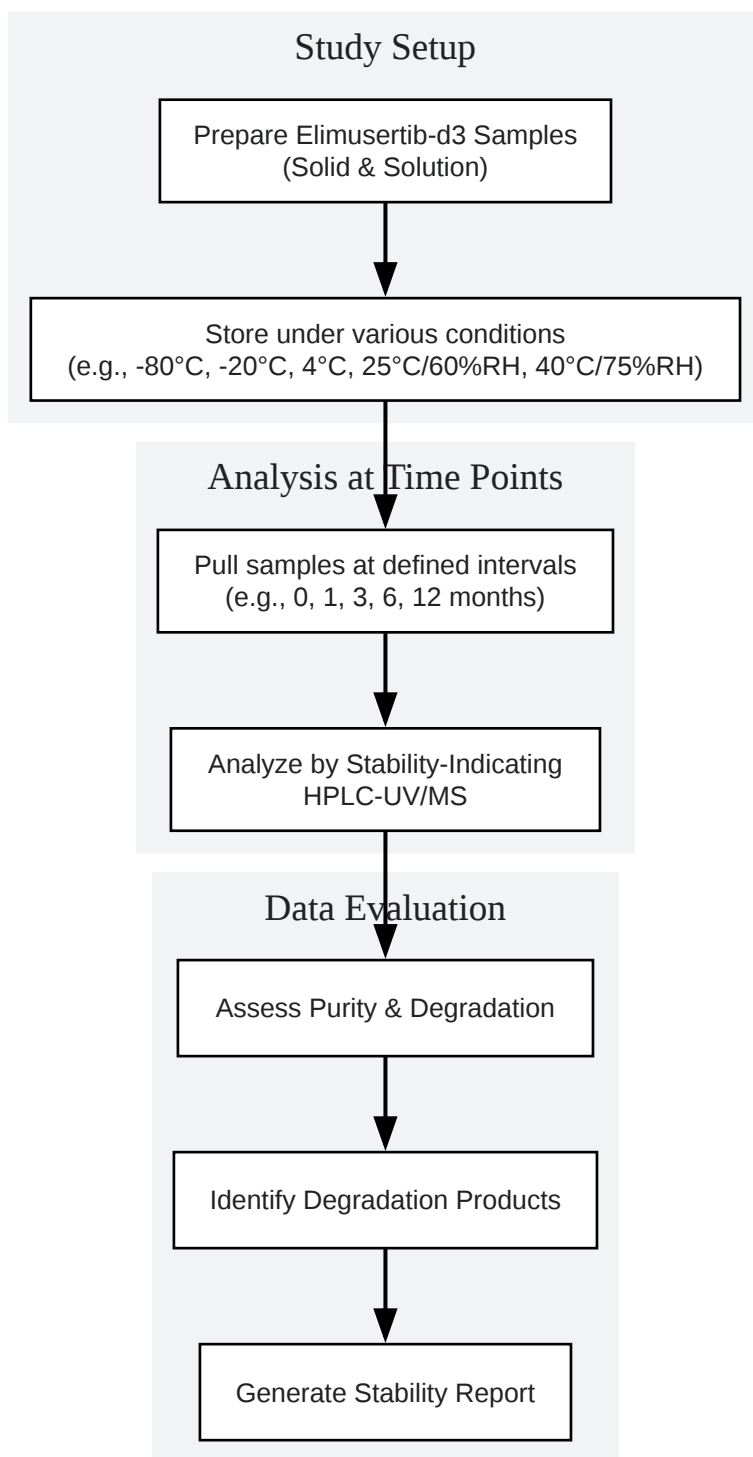 Study Setup
Prepare Elimusertib-d3 Samples
(Solid & Solution)
Store under various conditions
(e.g., -80°C, -20°C, 4°C, 25°C/60%RH, 40°C/75%RH)
Analysis at Time Points
Pull samples at defined intervals
(e.g., 0, 1, 3, 6, 12 months)
Analyze by Stability-Indicating
HPLC-UV/MS
Data Evaluation
Assess Purity & Degradation
Identify Degradation Products
Generate Stability Report